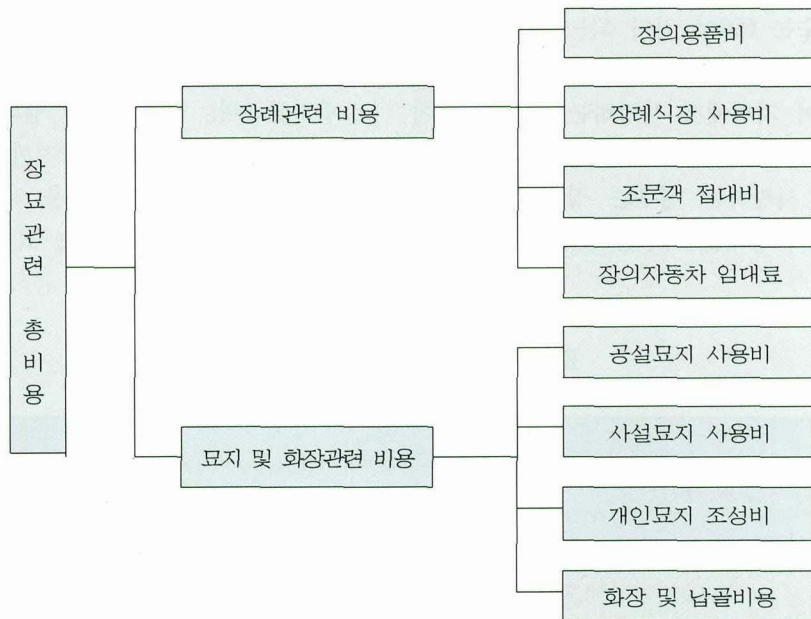 장묘관련 총비용
장례관련 비용
장의용품비
장례식장 사용비
조문객 접대비
장의자동차 임대료
묘지 및 화장관련 비용
공설묘지 사용비
사설묘지 사용비
개인묘지 조성비
화장 및 납골비용